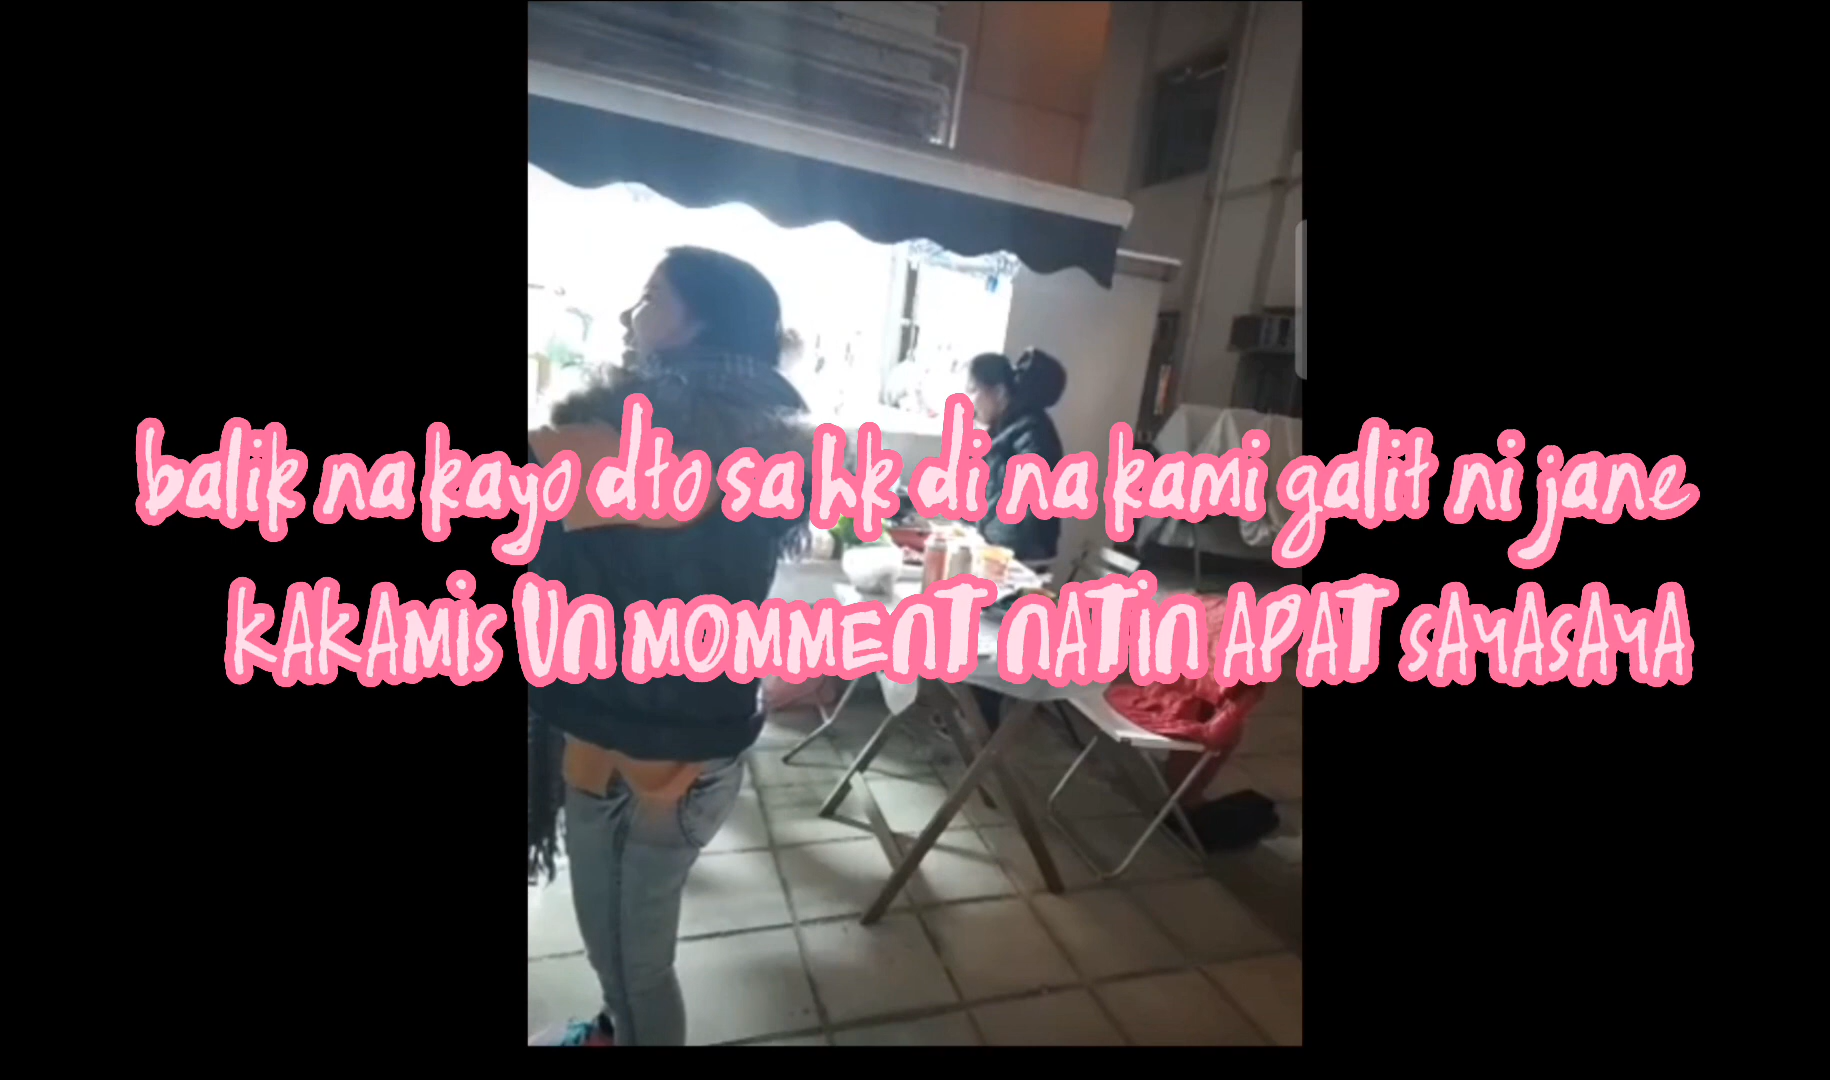 balik na kayo dto sa hk di na kami galit ni jane
KAKAMIS UN MOMMENT NATIN APAT SAYASAYA